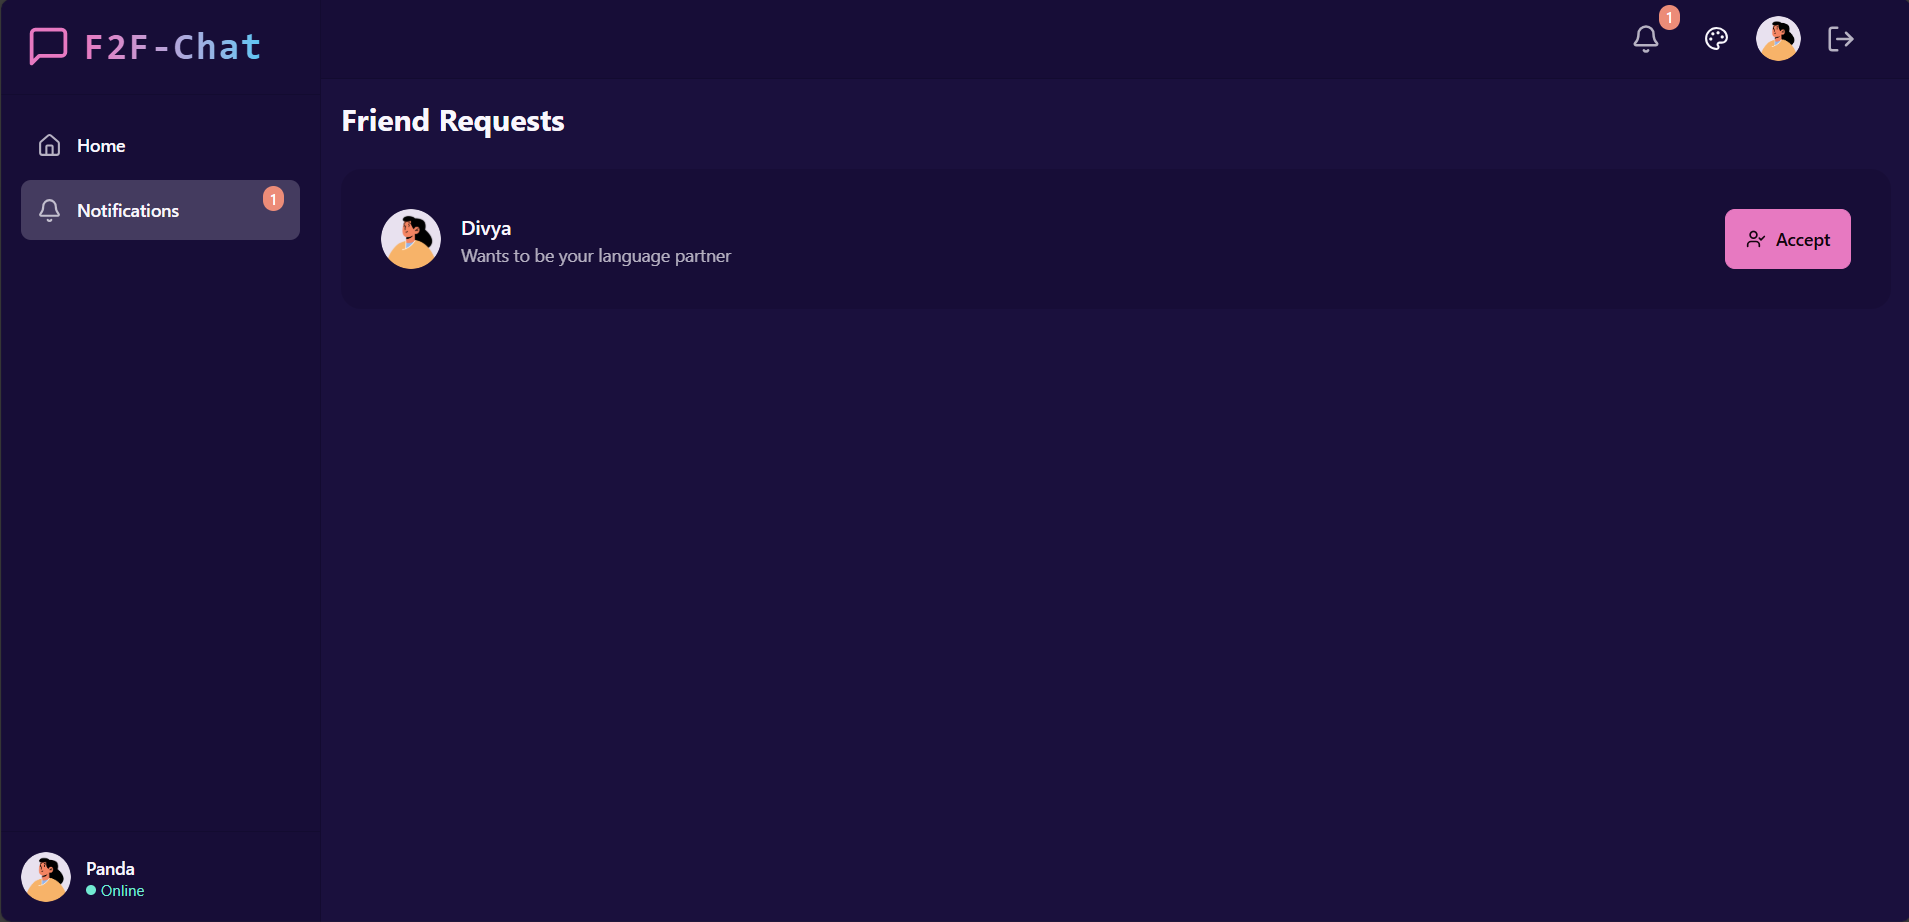 F2F-Chat
1
Home
Notifications
1
Friend Requests
Divya
Wants to be your language partner
Accept
Panda
Online